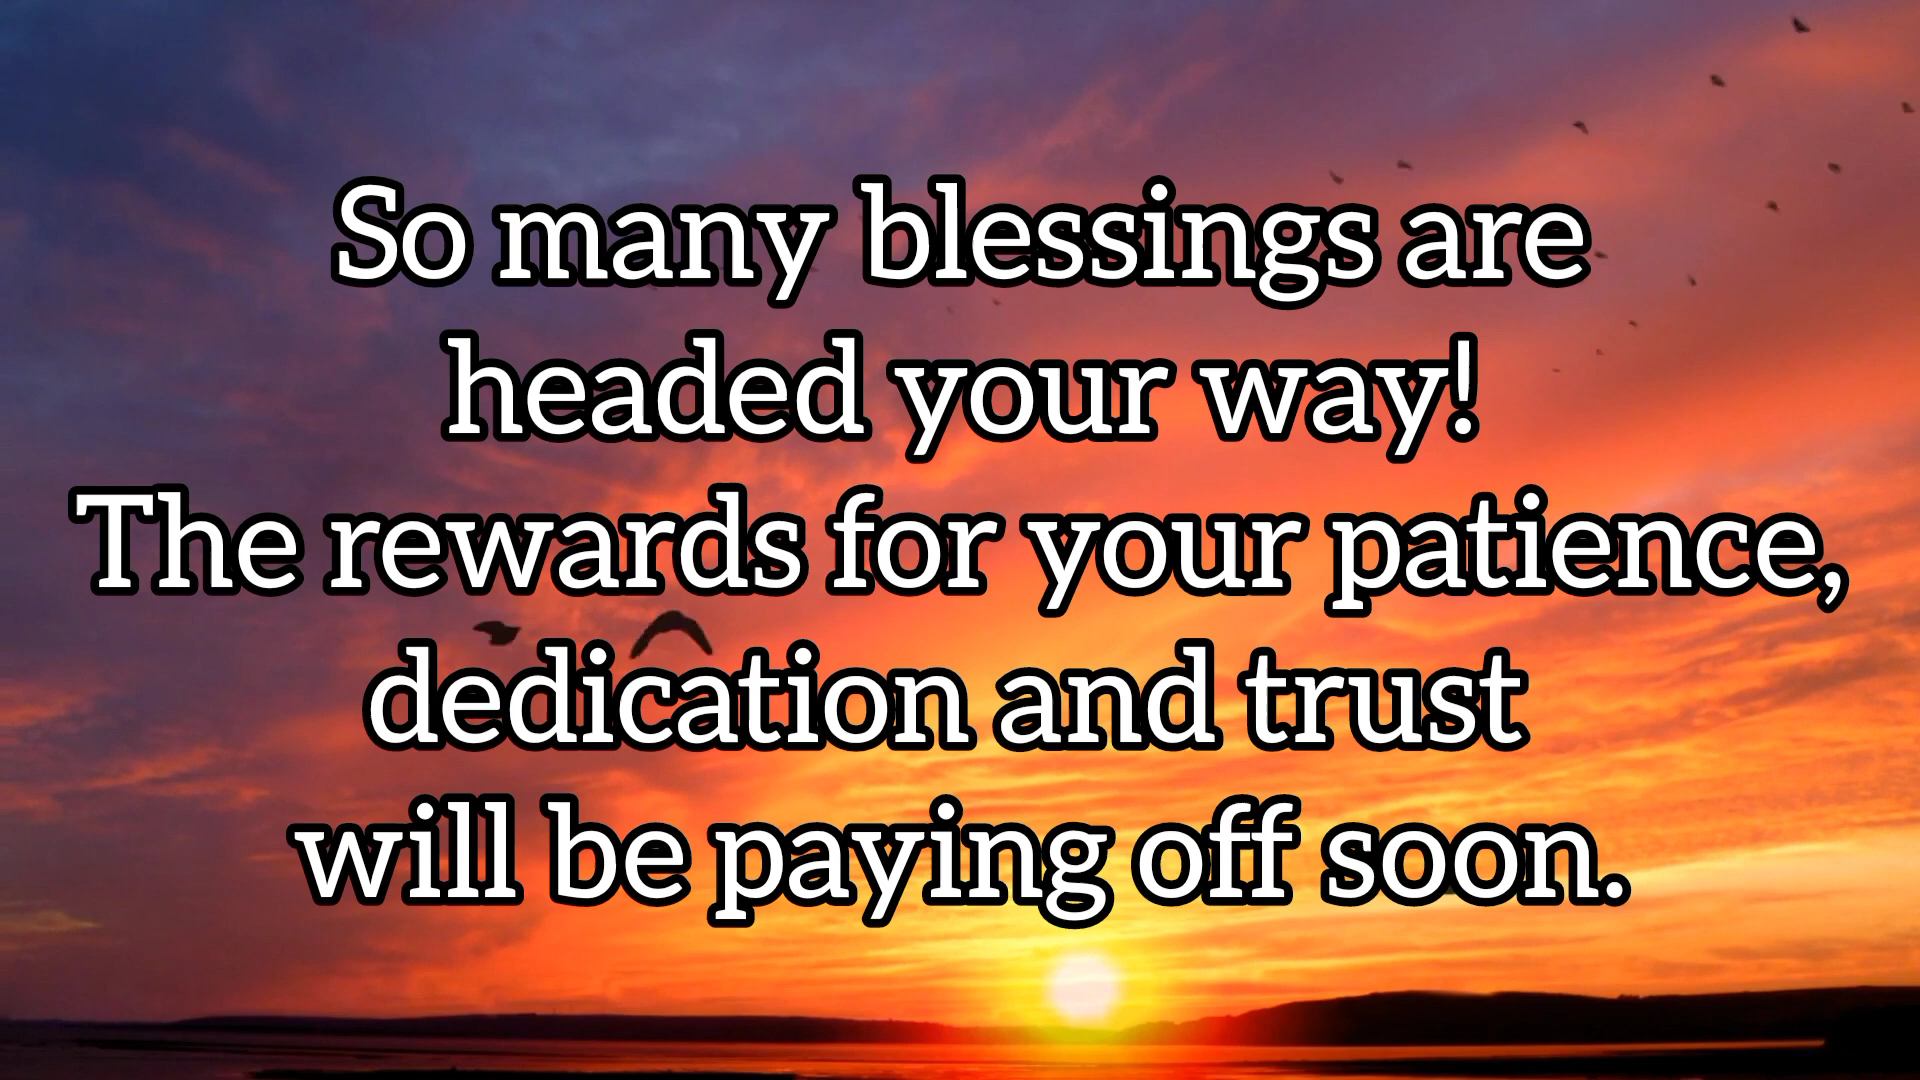 So many blessings are
headed your way!
The rewards for your patience,
dedication and trust
will be paying off soon.